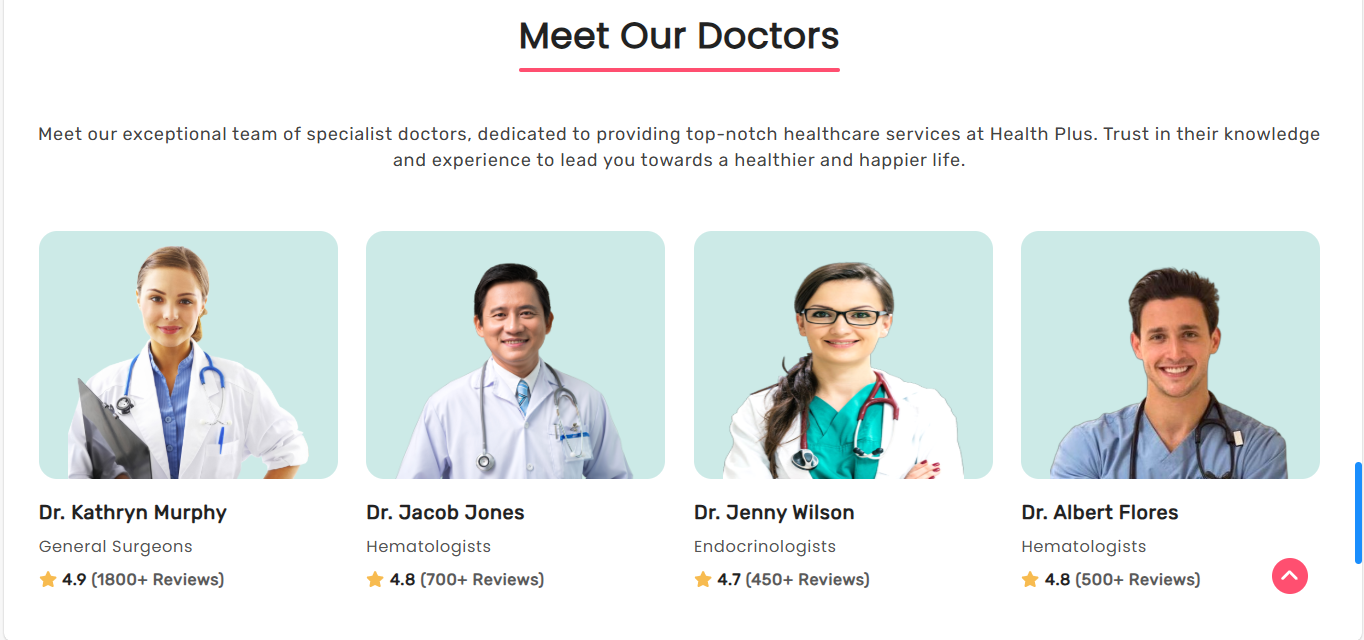 Meet Our Doctors
Meet our exceptional team of specialist doctors, dedicated to providing top-notch healthcare services at Health Plus. Trust in their knowledge
and experience to lead you towards a healthier and happier life.
Dr. Kathryn Murphy
General Surgeons
4.9 (1800+ Reviews)
Dr. Jacob Jones
Hematologists
4.8 (700+ Reviews)
Dr. Jenny Wilson
Endocrinologists
4.7 (450+ Reviews)
Dr. Albert Flores
Hematologists
4.8 (500+ Reviews)